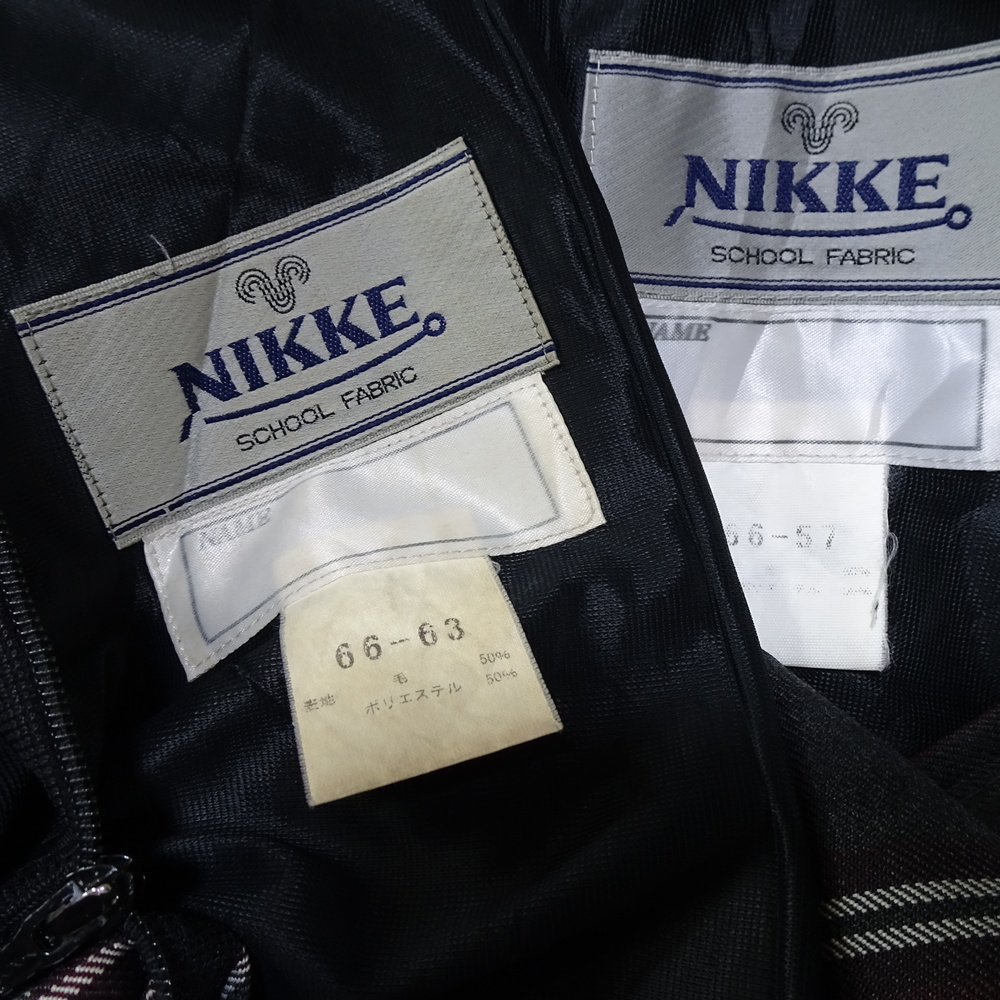 NIKKE
SCHOOL FABRIC
NAME
66-63
表地 毛 50%
ポリエステル 50%
NIKKE
SCHOOL FABRIC
NAME
66-57